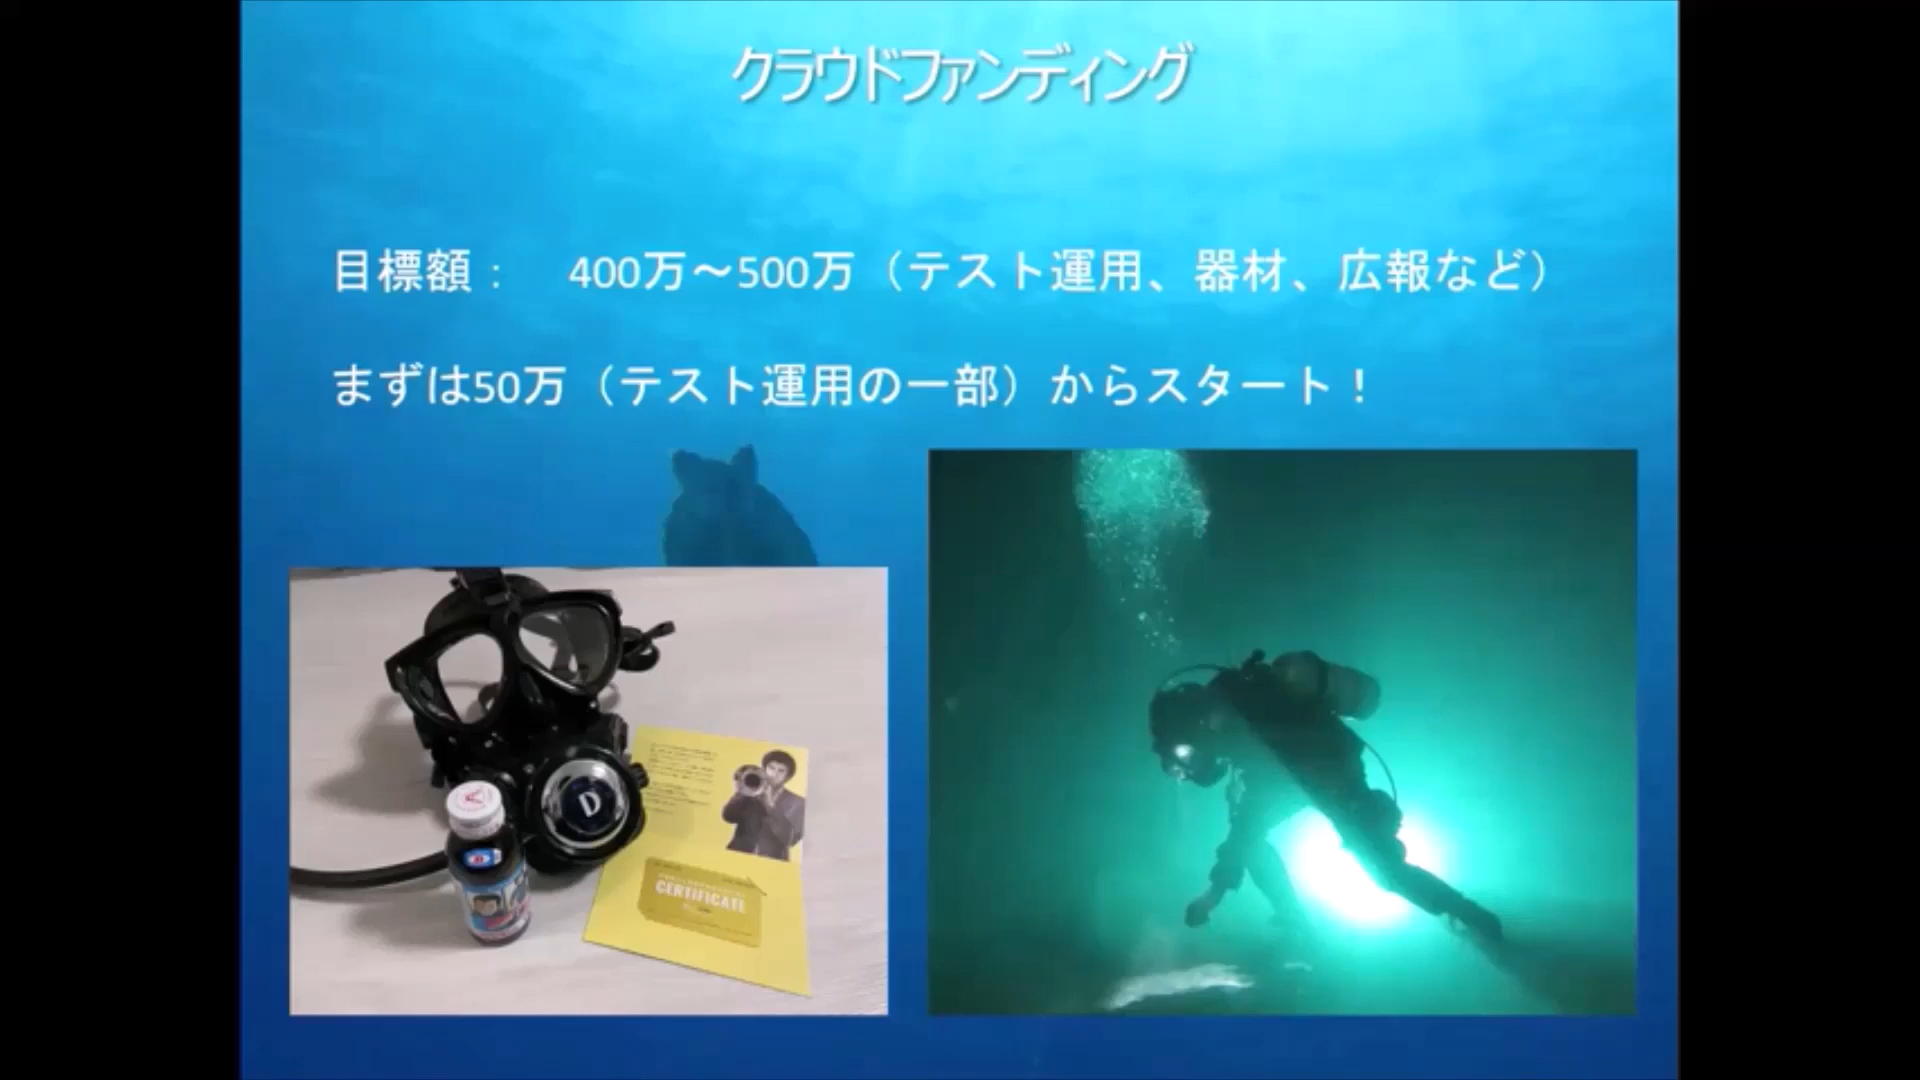 クラウドファンディング
目標額： 400万～500万（テスト運用、器材、広報など）
まずは50万（テスト運用の一部）からスタート！
D
CERTIFICATE